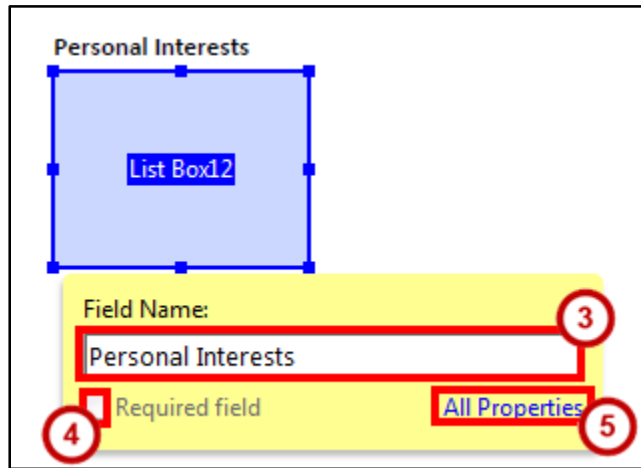 Personal Interests
List Box12
Field Name:
3
Personal Interests
4
Required field
All Properties
5